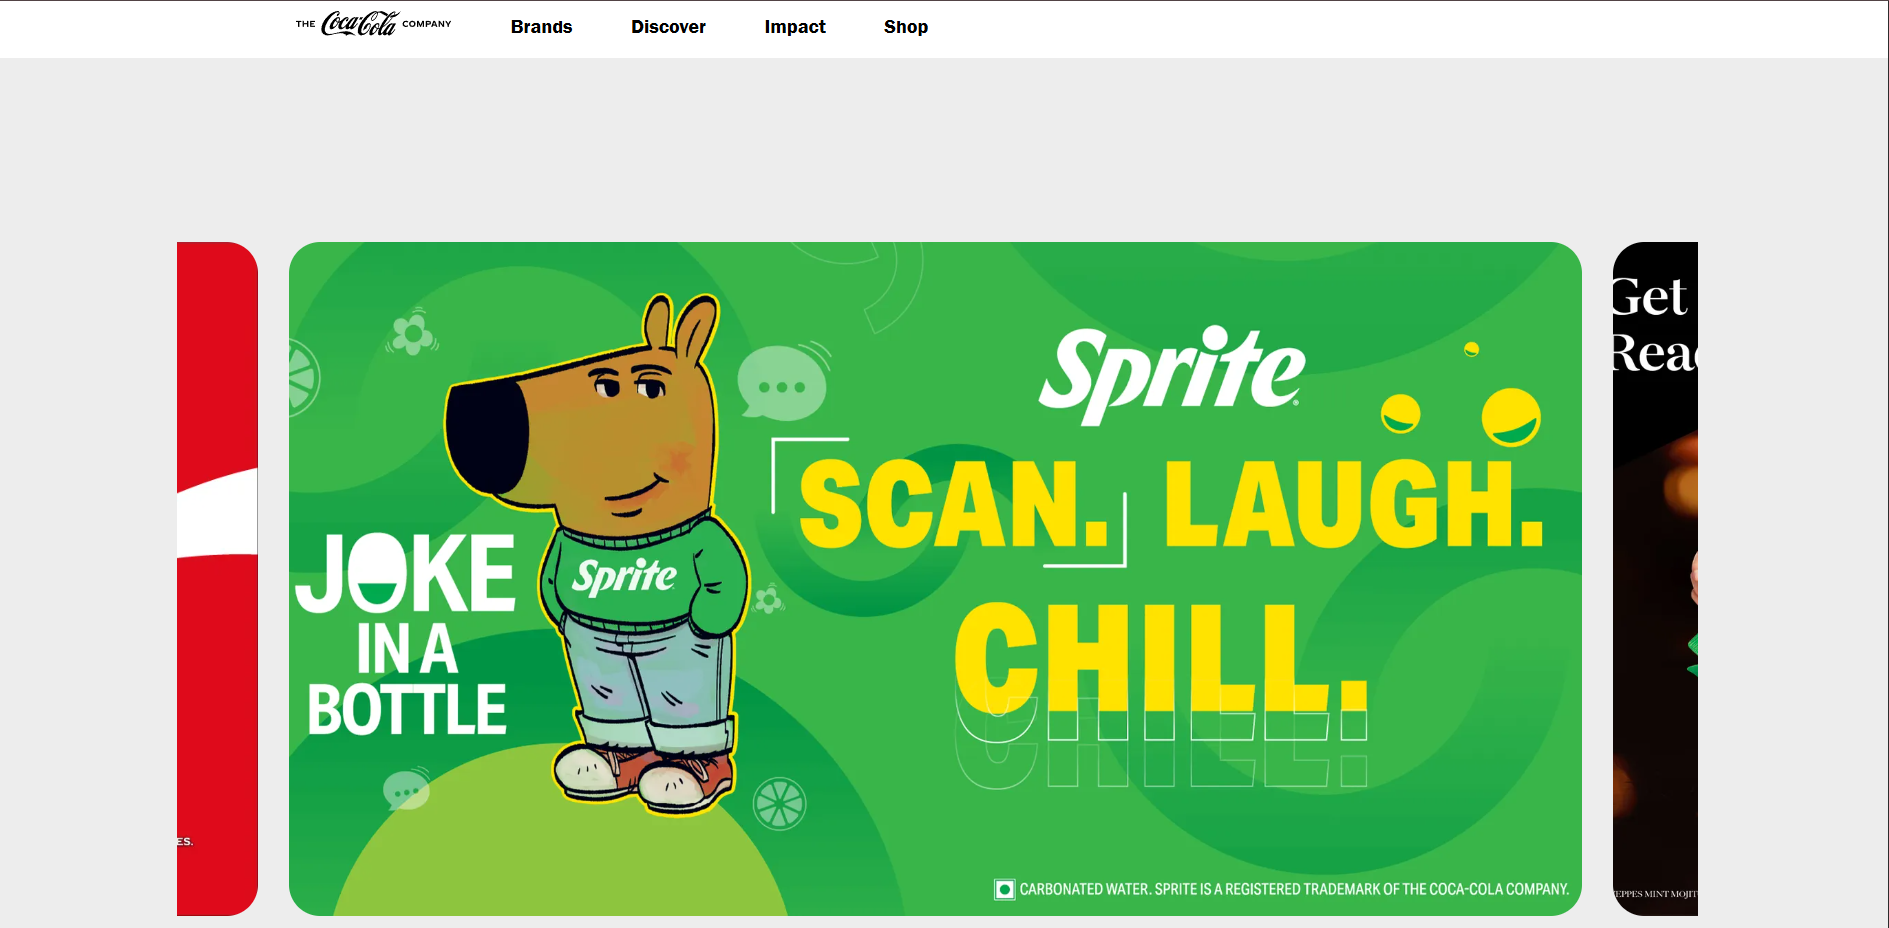 THE Coca-Cola COMPANY
Brands
Discover
Impact
Shop
ES.
JOKE
IN A
BOTTLE
Sprite
Sprite
SCAN. LAUGH.
CHILL.
CARBONATED WATER. SPRITE IS A REGISTERED TRADEMARK OF THE COCA-COLA COMPANY.
Get
Rea
EPPES MINT MOJIT